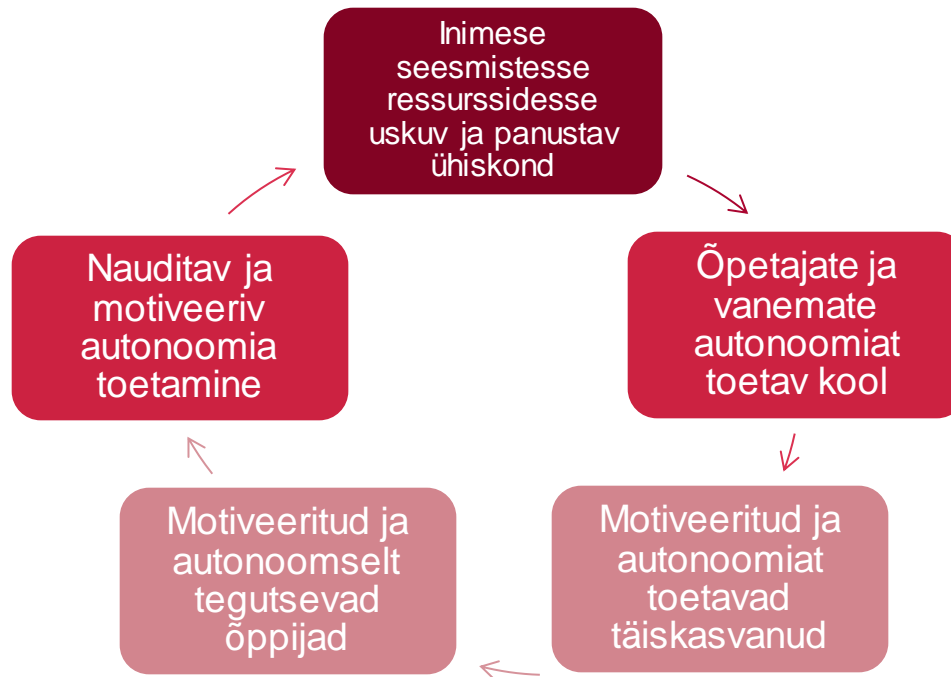 Inimese
seesmistesse
ressurssidesse
uskuv ja panustav
ühiskond
Õpetajate ja
vanemate
autonoomiat
toetav kool
Motiveeritud ja
autonoomiat
toetavad
täiskasvanud
Motiveeritud ja
autonoomselt
tegutsevad
õppijad
Nauditav ja
motiveeriv
autonoomia
toetamine